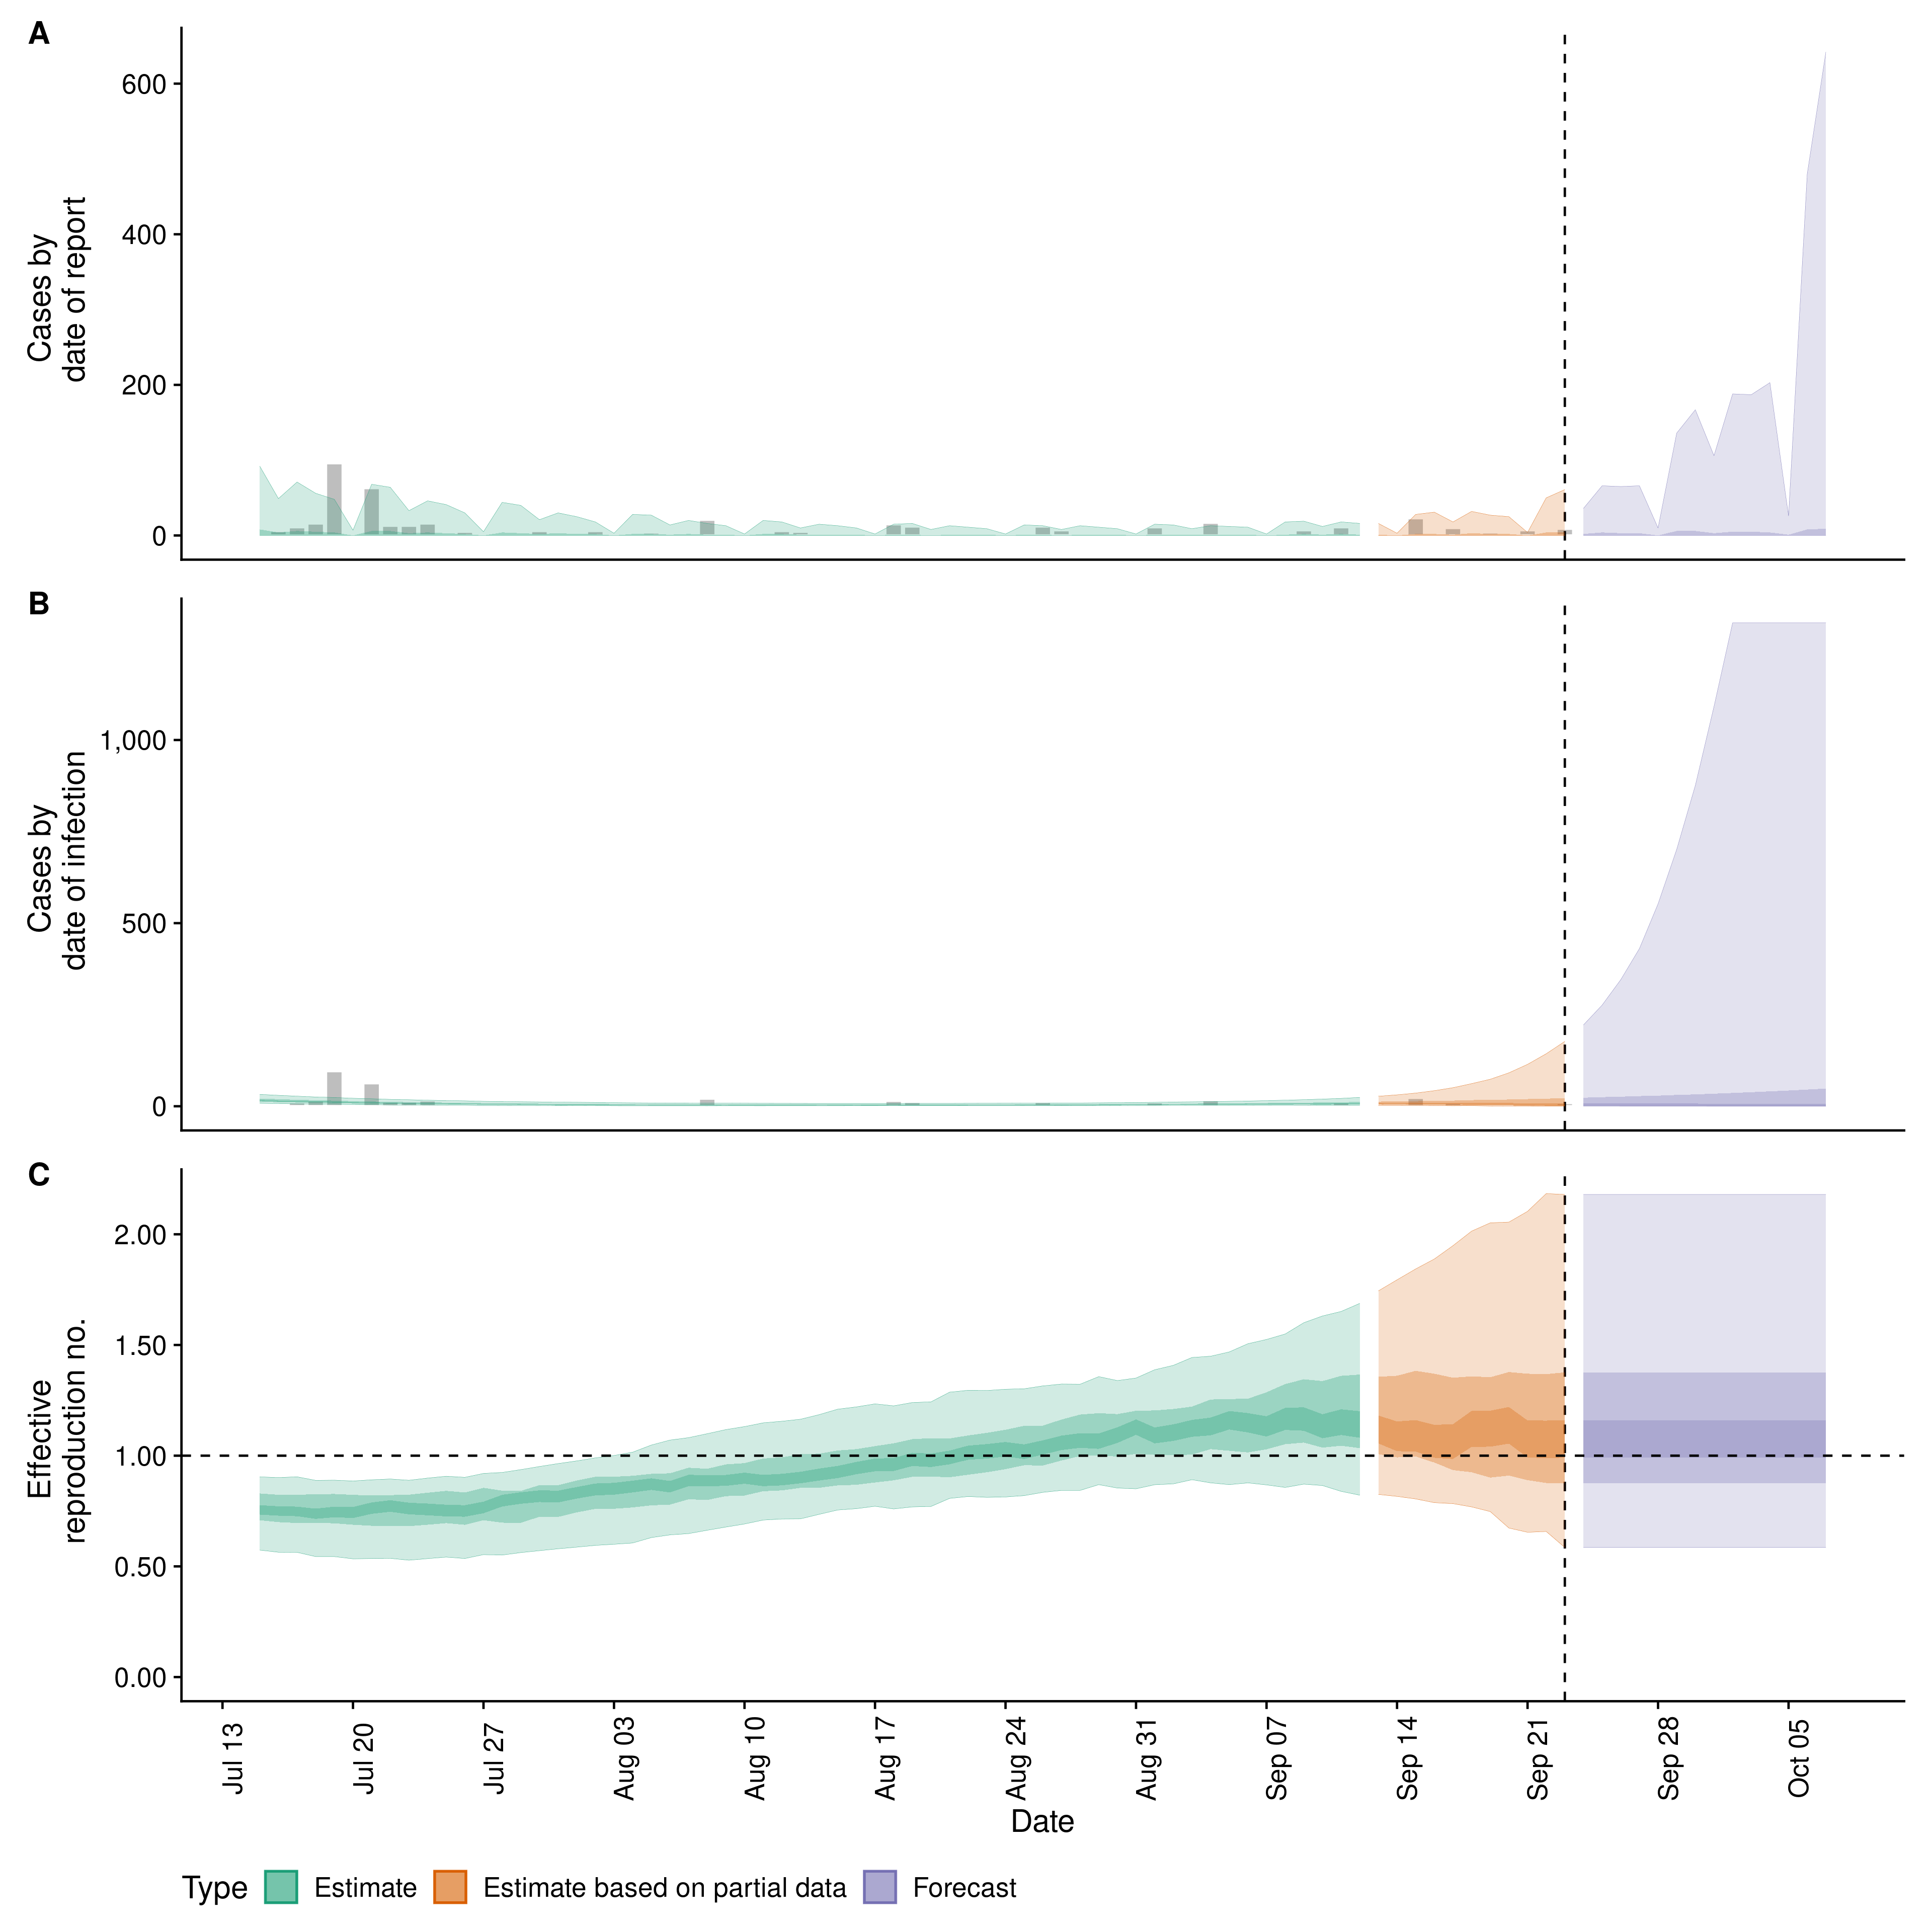 A
Cases by
date of report
600
400
200
0
B
Cases by
date of infection
1,000
500
0
C
Effective
reproduction no.
2.00
1.50
1.00
0.50
0.00
Jul 13
Jul 20
Jul 27
Aug 03
Aug 10
Aug 17
Aug 24
Aug 31
Sep 07
Sep 14
Sep 21
Sep 28
Oct 05
Date
Type
Estimate
Estimate based on partial data
Forecast